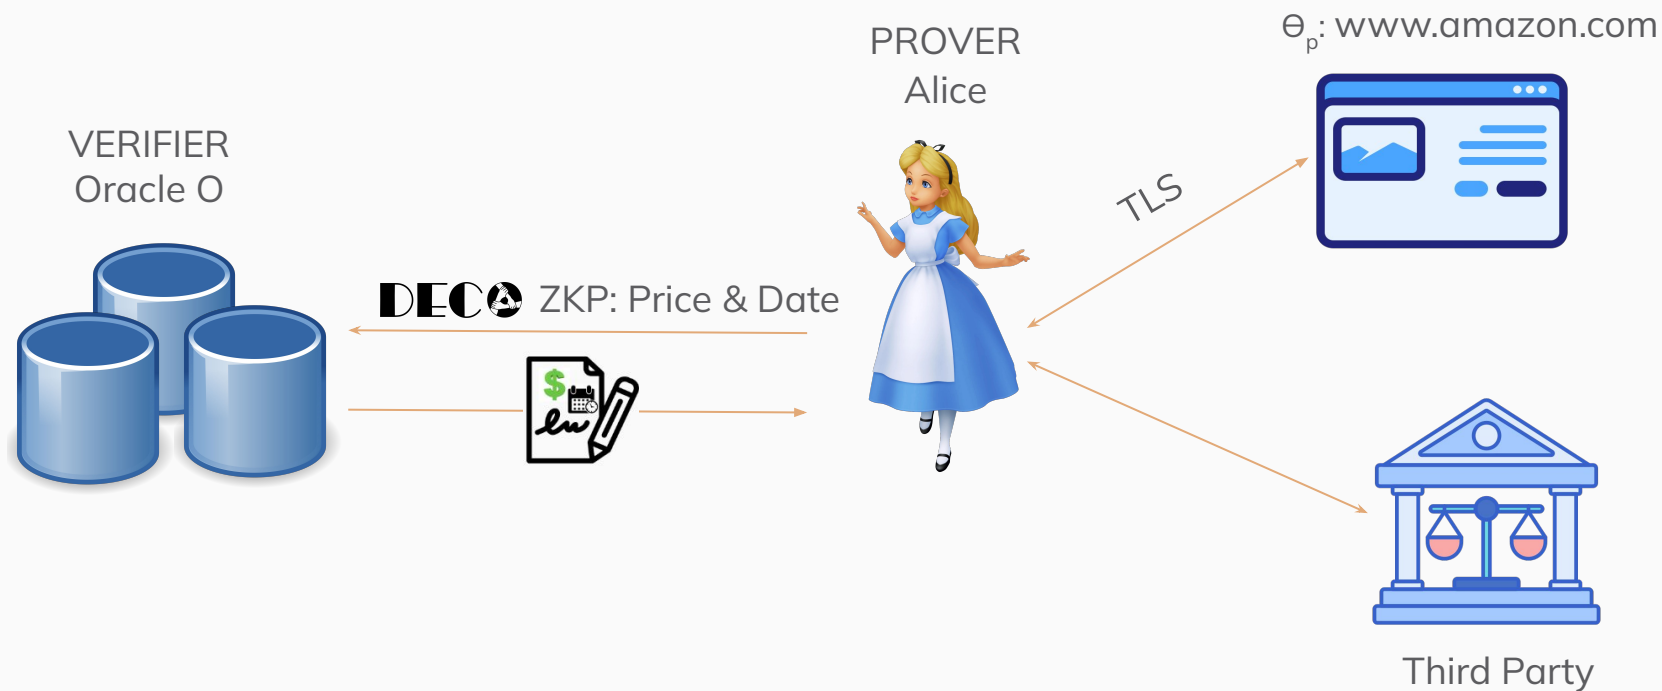 VERIFIER
Oracle O
DECO ZKP: Price & Date
PROVER
Alice
TLS
ϴp: www.amazon.com
Third Party